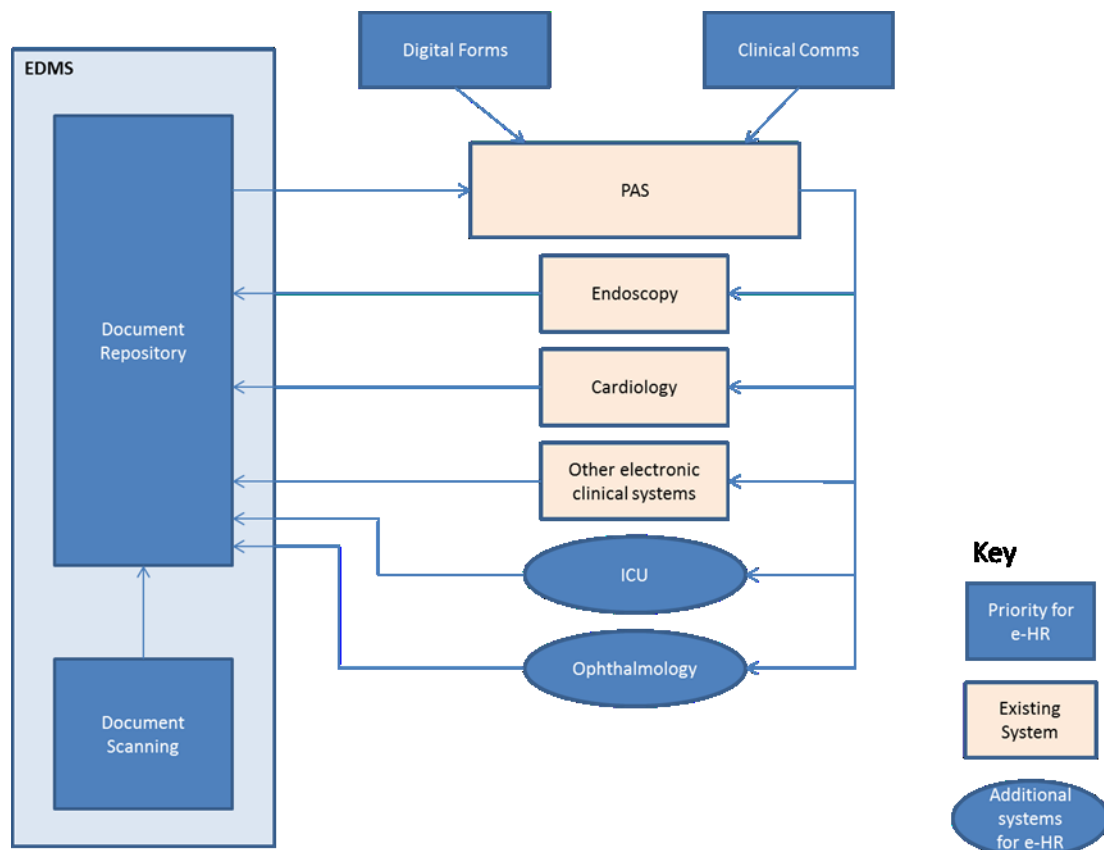 Digital Forms
Clinical Comms
EDMS
PAS
Endoscopy
Document
Repository
Cardiology
Other electronic
clinical systems
ICU
Ophthalmology
Document
Scanning
Key
Priority for
e-HR
Existing
System
Additional
systems
for e-HR